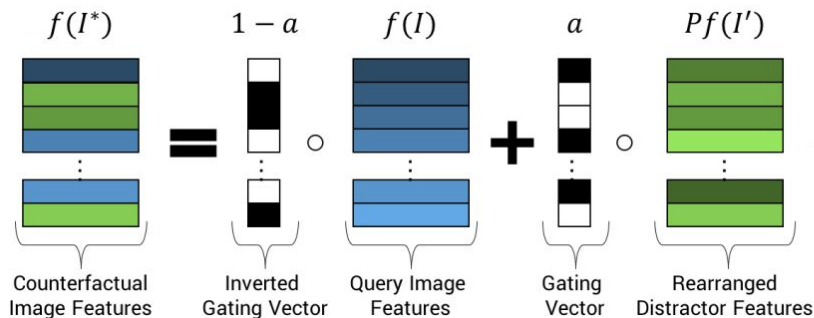 f(I*) 1 − a f(I) a Pf(I′)
= ∘ + ∘
⋮ ⋮ ⋮ ⋮ ⋮
Counterfactual Inverted Query Image Gating Rearranged
Image Features Gating Vector Features Vector Distractor Features